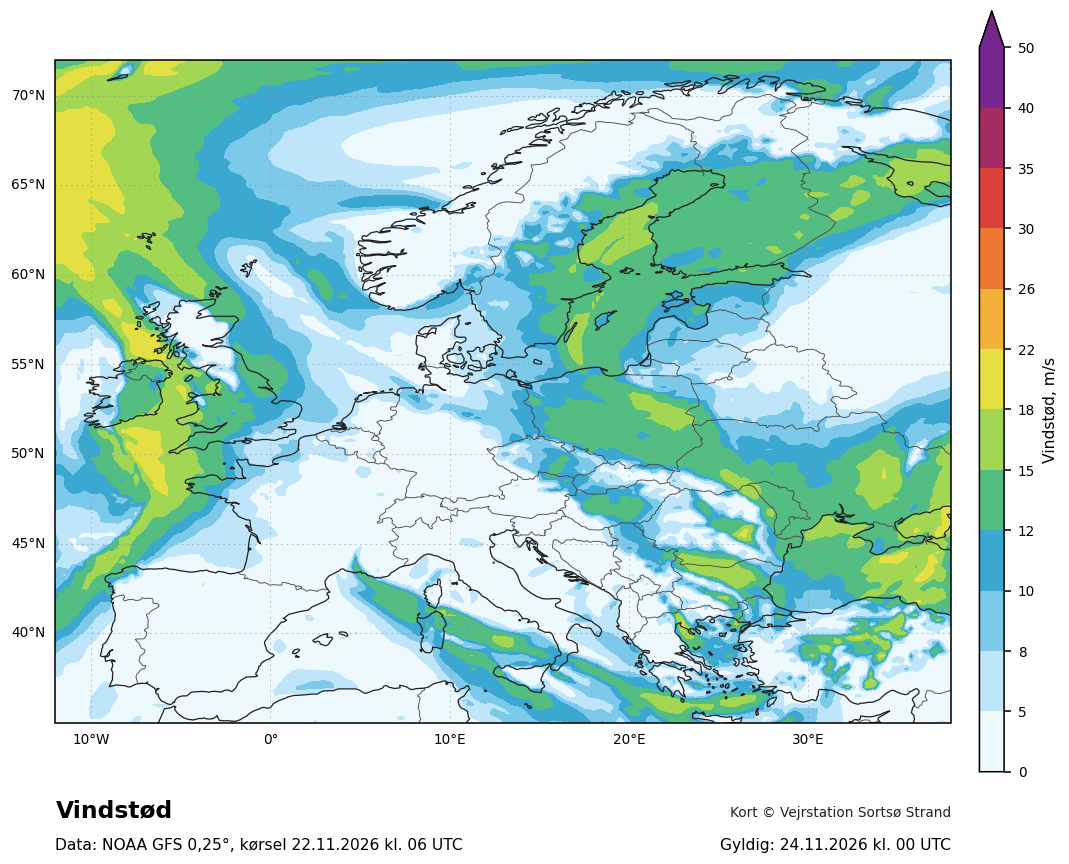 50
40
35
30
26
22
18
15
12
10
8
5
0
Vindstød, m/s
70°N
65°N
60°N
55°N
50°N
45°N
40°N
10°W
0°
10°E
20°E
30°E
Vindstød
Kort © Vejrstation Sortsø Strand
Data: NOAA GFS 0,25°, kørsel 22.11.2026 kl. 06 UTC
Gyldig: 24.11.2026 kl. 00 UTC